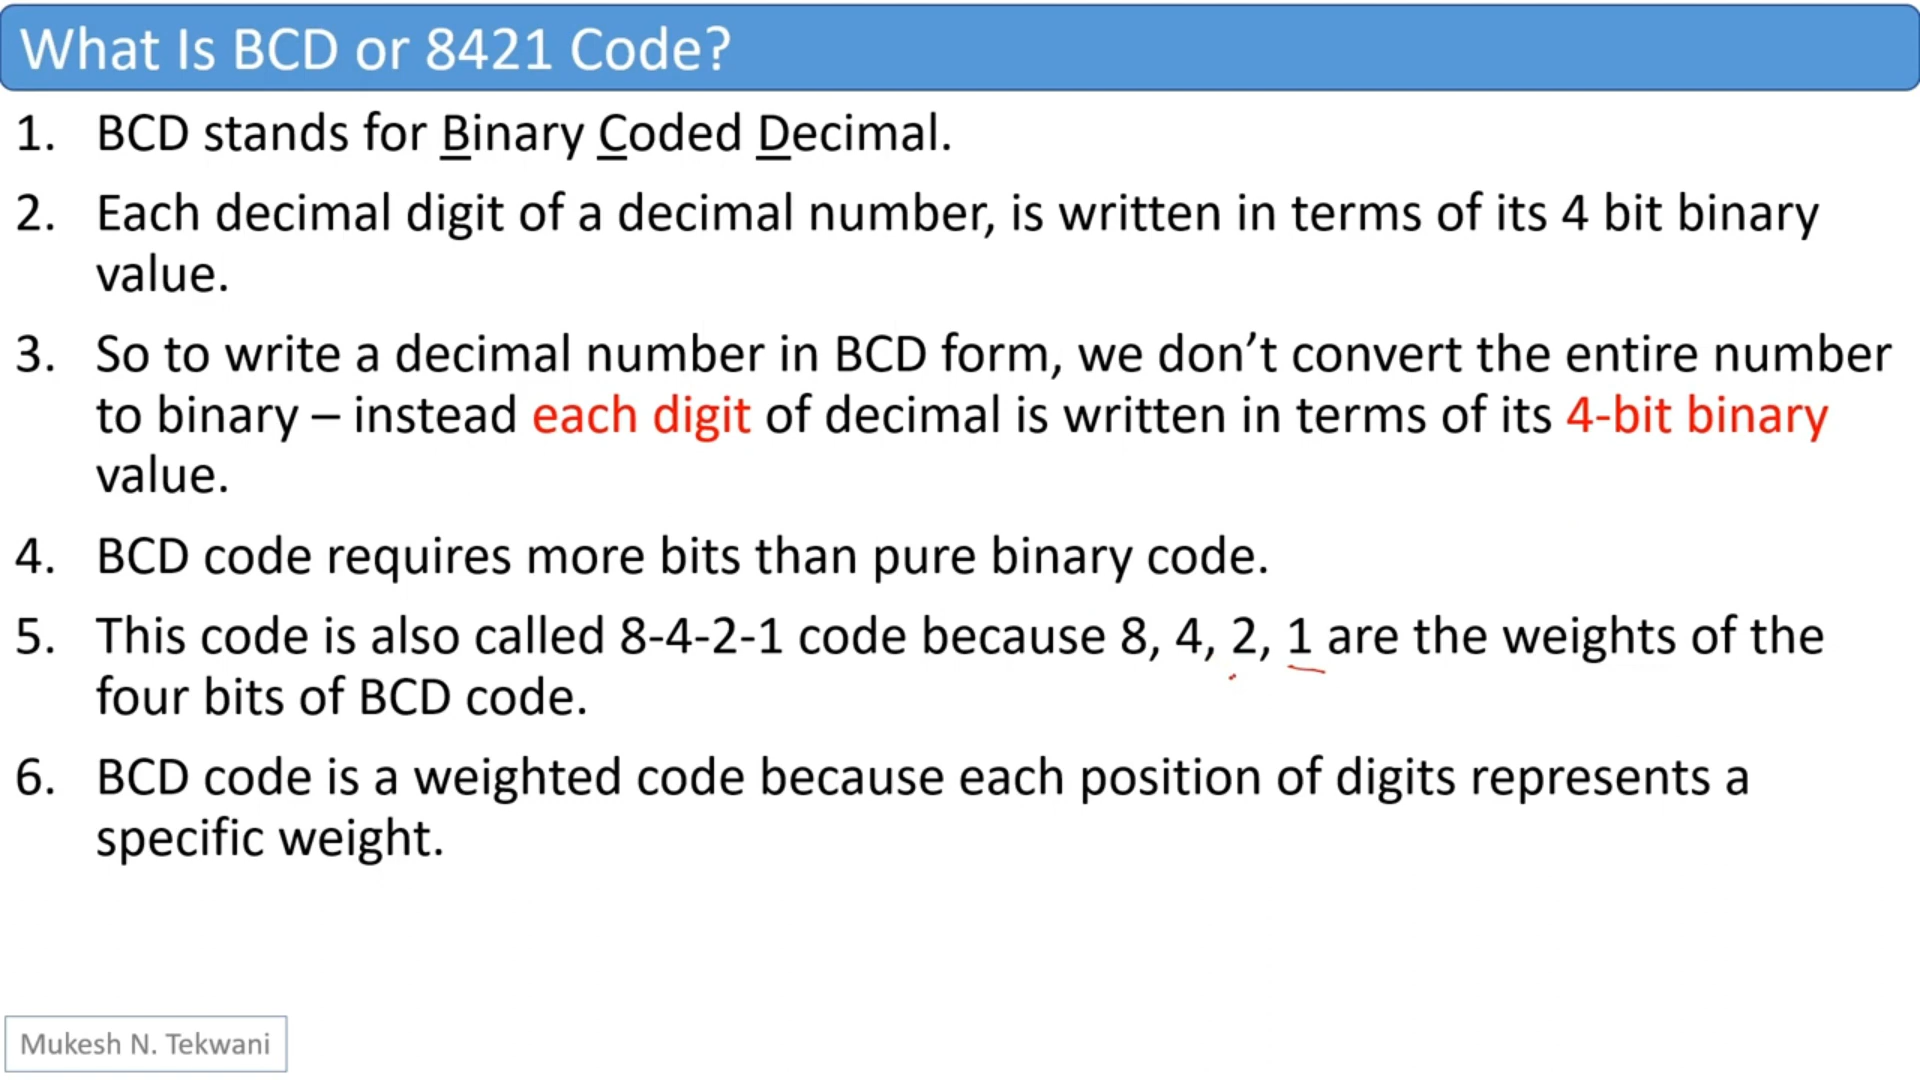 What Is BCD or 8421 Code?
1. BCD stands for Binary Coded Decimal.
2. Each decimal digit of a decimal number, is written in terms of its 4 bit binary
value.
3. So to write a decimal number in BCD form, we don’t convert the entire number
to binary – instead each digit of decimal is written in terms of its 4-bit binary
value.
4. BCD code requires more bits than pure binary code.
5. This code is also called 8-4-2-1 code because 8, 4, 2, 1 are the weights of the
four bits of BCD code.
6. BCD code is a weighted code because each position of digits represents a
specific weight.
Mukesh N. Tekwani